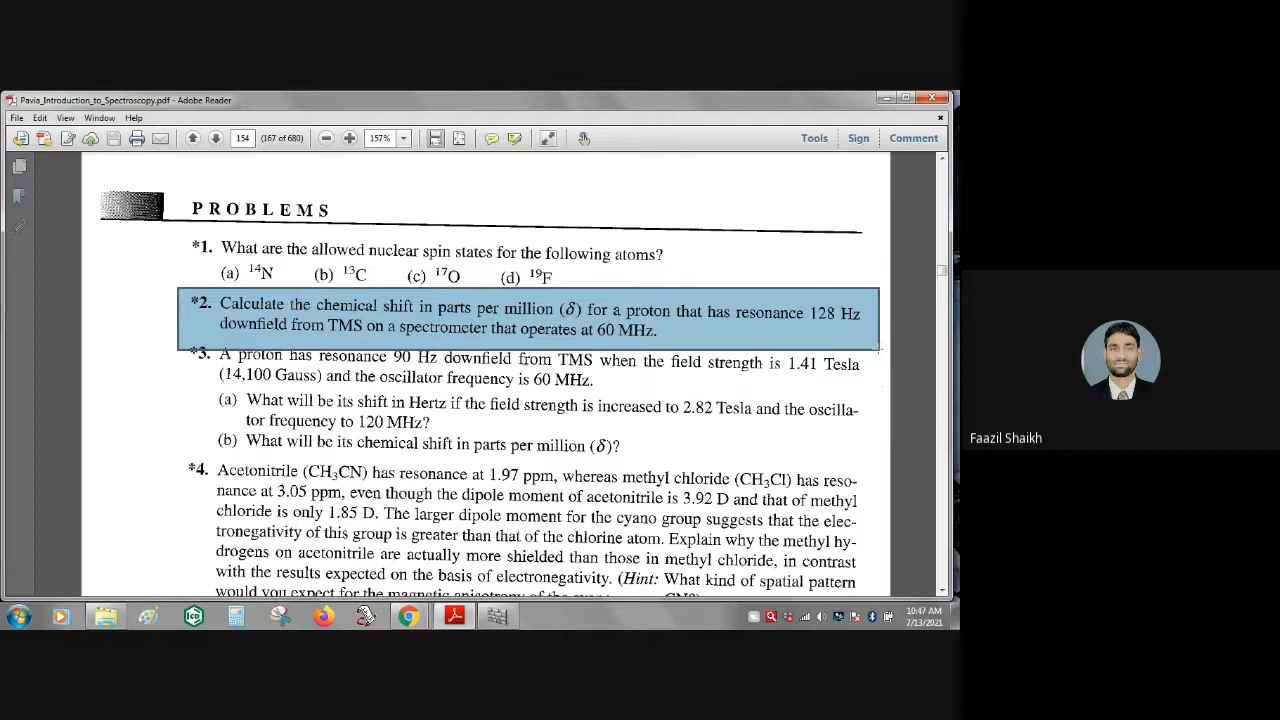 Pavia_Introduction_to_Spectroscopy.pdf - Adobe Reader
File Edit View Window Help
154 (167 of 680) 157% Tools Sign Comment
PROBLEMS
*1. What are the allowed nuclear spin states for the following atoms?
(a) ¹⁴N (b) ¹³C (c) ¹⁷O (d) ¹⁹F
*2. Calculate the chemical shift in parts per million (δ) for a proton that has resonance 128 Hz
downfield from TMS on a spectrometer that operates at 60 MHz.
*3. A proton has resonance 90 Hz downfield from TMS when the field strength is 1.41 Tesla
(14,100 Gauss) and the oscillator frequency is 60 MHz.
(a) What will be its shift in Hertz if the field strength is increased to 2.82 Tesla and the oscilla-
tor frequency to 120 MHz?
(b) What will be its chemical shift in parts per million (δ)?
*4. Acetonitrile (CH₃CN) has resonance at 1.97 ppm, whereas methyl chloride (CH₃Cl) has reso-
nance at 3.05 ppm, even though the dipole moment of acetonitrile is 3.92 D and that of methyl
chloride is only 1.85 D. The larger dipole moment for the cyano group suggests that the elec-
tronegativity of this group is greater than that of the chlorine atom. Explain why the methyl hy-
drogens on acetonitrile are actually more shielded than those in methyl chloride, in contrast
with the results expected on the basis of electronegativity. (Hint: What kind of spatial pattern
would you expect for the magnetic anisotropy of the
Faazil Shaikh
ICP
10:47 AM
7/13/2021